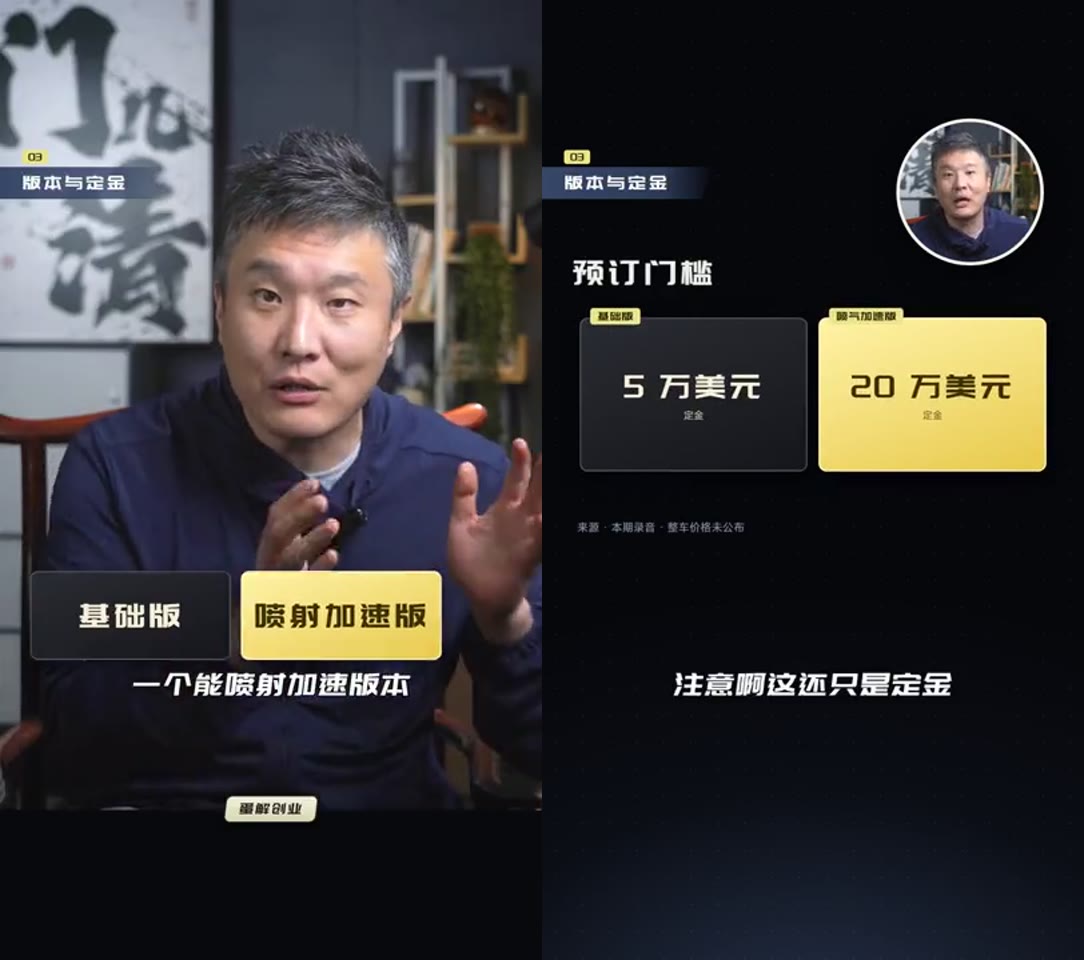 门
清
03
版本与定金
基础版
喷射加速版
一个能喷射加速版本
蛋解创业
03
版本与定金
预订门槛
基础版
喷气加速版
5 万美元
定金
20 万美元
定金
来源 · 本期录音 · 整车价格未公布
注意啊这还只是定金